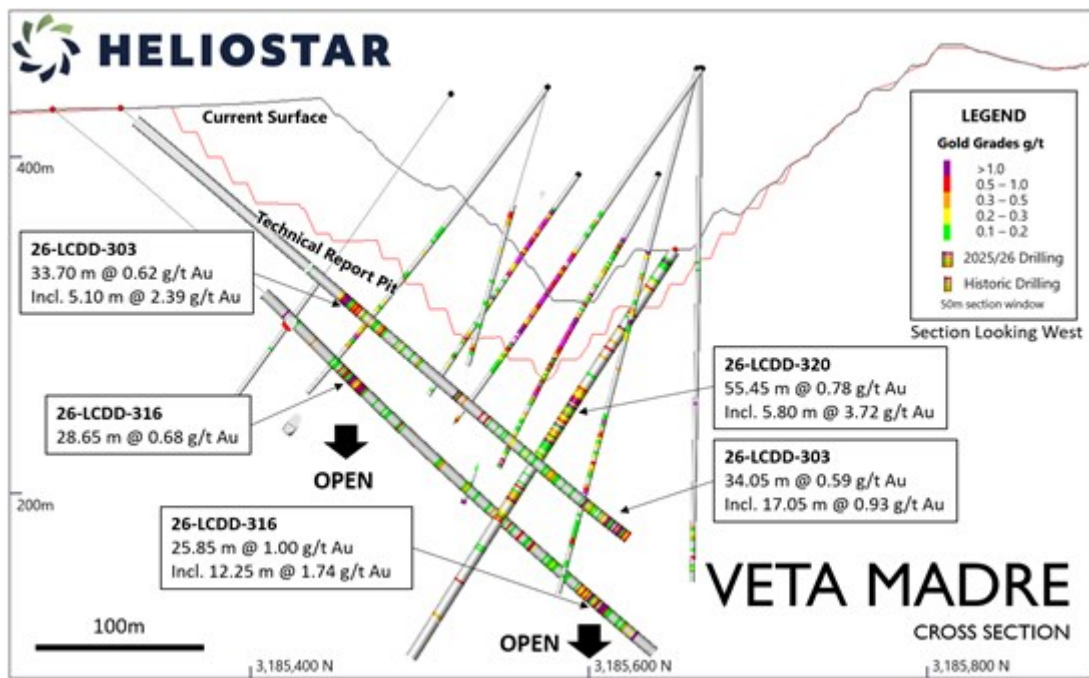 HELIOSTAR
Current Surface
400m
Technical Report Pit
26-LCDD-303
33.70 m @ 0.62 g/t Au
Incl. 5.10 m @ 2.39 g/t Au
26-LCDD-316
28.65 m @ 0.68 g/t Au
OPEN
200m
26-LCDD-316
25.85 m @ 1.00 g/t Au
Incl. 12.25 m @ 1.74 g/t Au
OPEN
100m
3,185,400 N
3,185,600 N
3,185,800 N
LEGEND
Gold Grades g/t
>1.0
0.5 – 1.0
0.3 – 0.5
0.2 – 0.3
0.1 – 0.2
2025/26 Drilling
Historic Drilling
50m section window
Section Looking West
26-LCDD-320
55.45 m @ 0.78 g/t Au
Incl. 5.80 m @ 3.72 g/t Au
26-LCDD-303
34.05 m @ 0.59 g/t Au
Incl. 17.05 m @ 0.93 g/t Au
VETA MADRE
CROSS SECTION